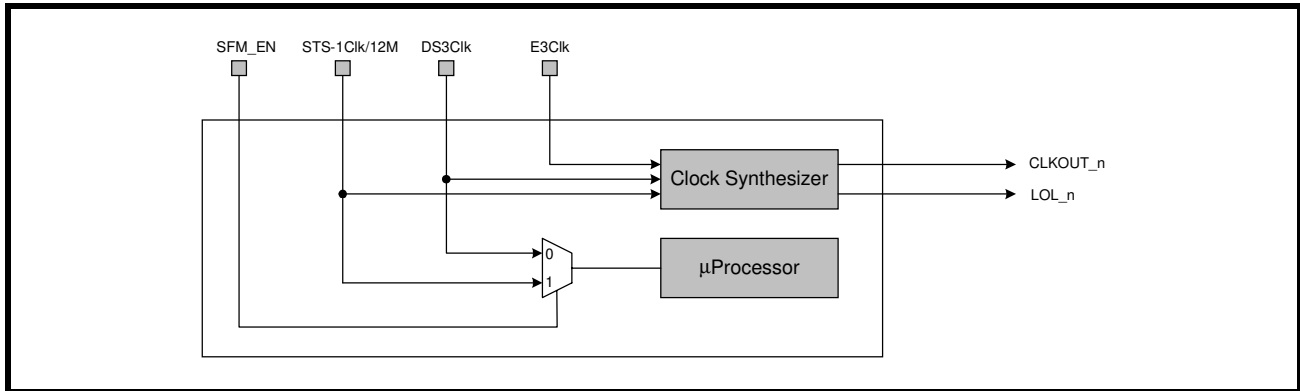 SFM_EN
STS-1Clk/12M
DS3Clk
E3Clk
Clock Synthesizer
CLKOUT_n
LOL_n
0
1
μProcessor